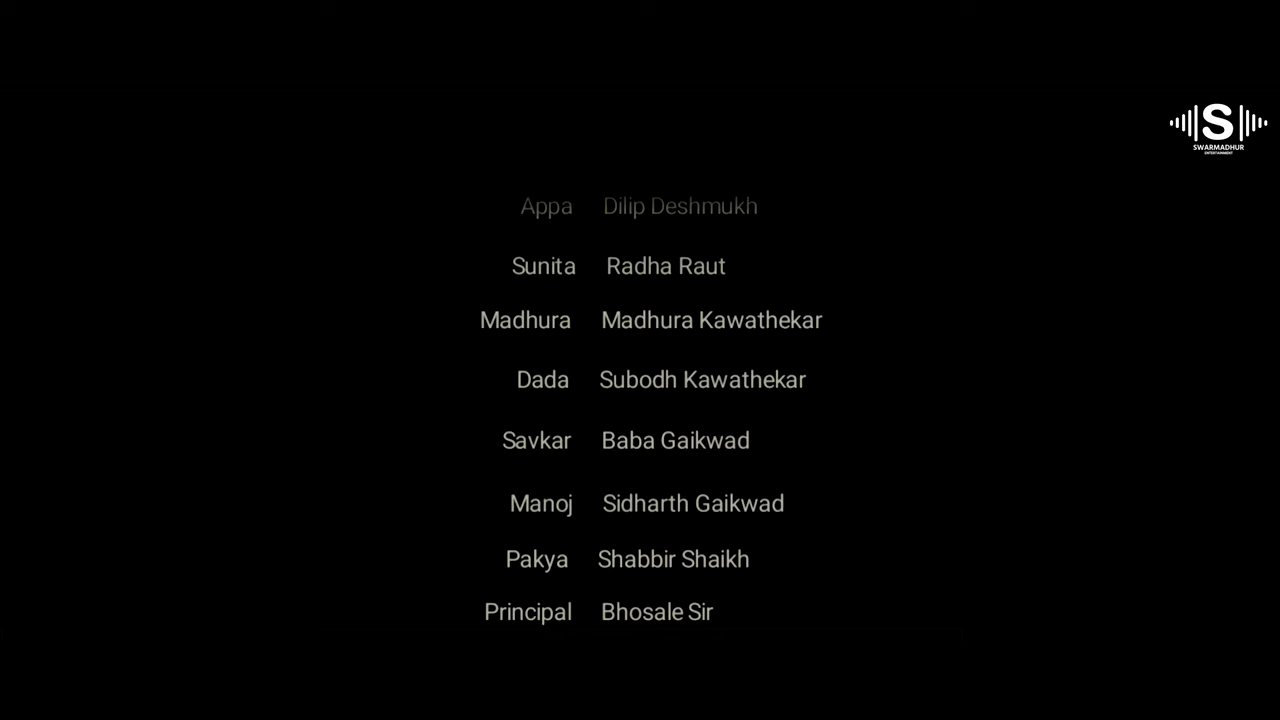 S
SWARMADHUR
ENTERTAINMENT
Appa Dilip Deshmukh
Sunita Radha Raut
Madhura Madhura Kawathekar
Dada Subodh Kawathekar
Savkar Baba Gaikwad
Manoj Sidharth Gaikwad
Pakya Shabbir Shaikh
Principal Bhosale Sir